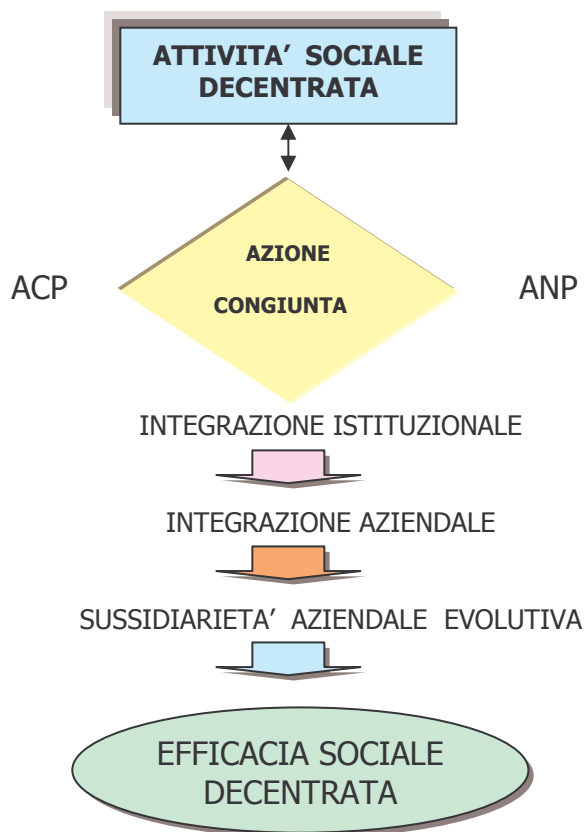 ATTIVITA’ SOCIALE
DECENTRATA
AZIONE
ACP
ANP
CONGIUNTA
INTEGRAZIONE ISTITUZIONALE
INTEGRAZIONE AZIENDALE
SUSSIDIARIETA’ AZIENDALE EVOLUTIVA
EFFICACIA SOCIALE
DECENTRATA